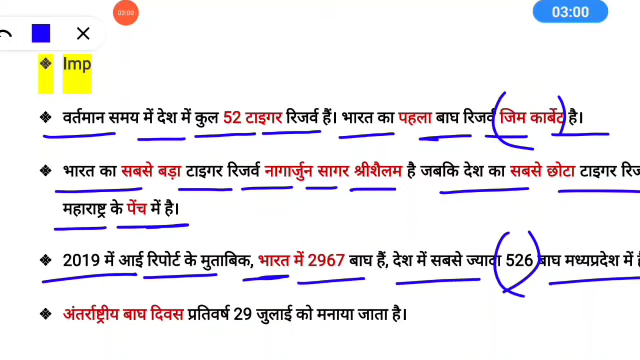 03:00
03:00
❖ Imp
❖ वर्तमान समय में देश में कुल 52 टाइगर रिजर्व हैं। भारत का पहला बाघ रिजर्व जिम कार्बेट है।
❖ भारत का सबसे बड़ा टाइगर रिजर्व नागार्जुन सागर श्रीशैलम है जबकि देश का सबसे छोटा टाइगर
महाराष्ट्र के पेंच में है।
❖ 2019 में आई रिपोर्ट के मुताबिक, भारत में 2967 बाघ हैं, देश में सबसे ज्यादा 526 बाघ मध्यप्रदेश में
❖ अंतर्राष्ट्रीय बाघ दिवस प्रतिवर्ष 29 जुलाई को मनाया जाता है।